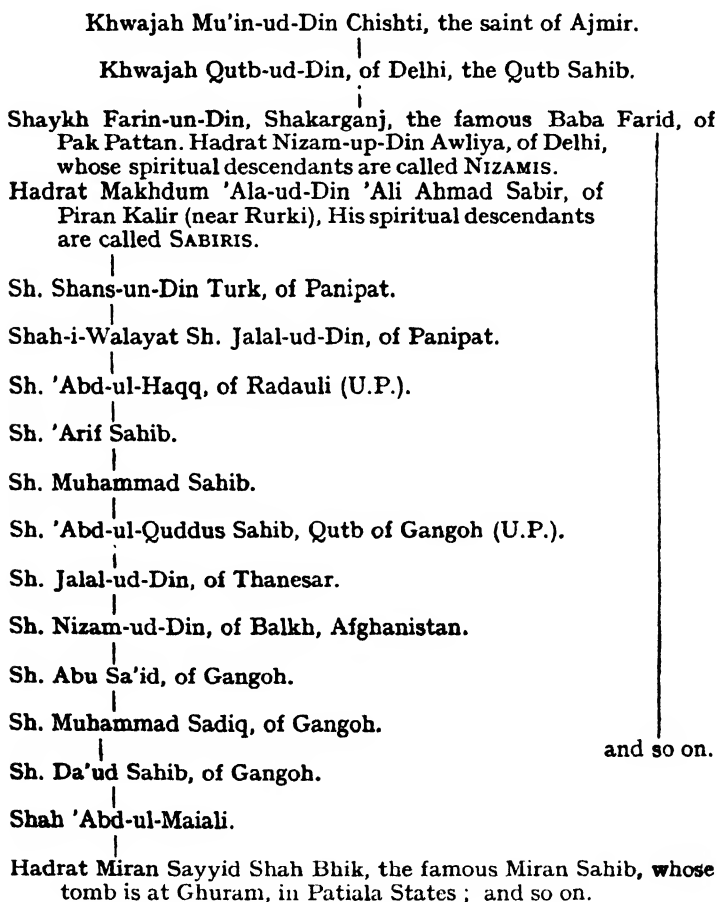 Khwajah Mu'in-ud-Din Chishti, the saint of Ajmir.
Khwajah Qutb-ud-Din, of Delhi, the Qutb Sahib.
Shaykh Farin-un-Din, Shakarganj, the famous Baba Farid, of
Pak Pattan. Hadrat Nizam-up-Din Awliya, of Delhi,
whose spiritual descendants are called NIZAMIS.
Hadrat Makhdum 'Ala-ud-Din 'Ali Ahmad Sabir, of
Piran Kalir (near Rurki), His spiritual descendants
are called SABIRIS.
Sh. Shans-un-Din Turk, of Panipat.
Shah-i-Walayat Sh. Jalal-ud-Din, of Panipat.
Sh. 'Abd-ul-Haqq, of Radauli (U.P.).
Sh. 'Arif Sahib.
Sh. Muhammad Sahib.
Sh. 'Abd-ul-Quddus Sahib, Qutb of Gangoh (U.P.).
Sh. Jalal-ud-Din, of Thanesar.
Sh. Nizam-ud-Din, of Balkh, Afghanistan.
Sh. Abu Sa'id, of Gangoh.
Sh. Muhammad Sadiq, of Gangoh.
and so on.
Sh. Da'ud Sahib, of Gangoh.
Shah 'Abd-ul-Maiali.
Hadrat Miran Sayyid Shah Bhik, the famous Miran Sahib, whose
tomb is at Ghuram, in Patiala States ; and so on.